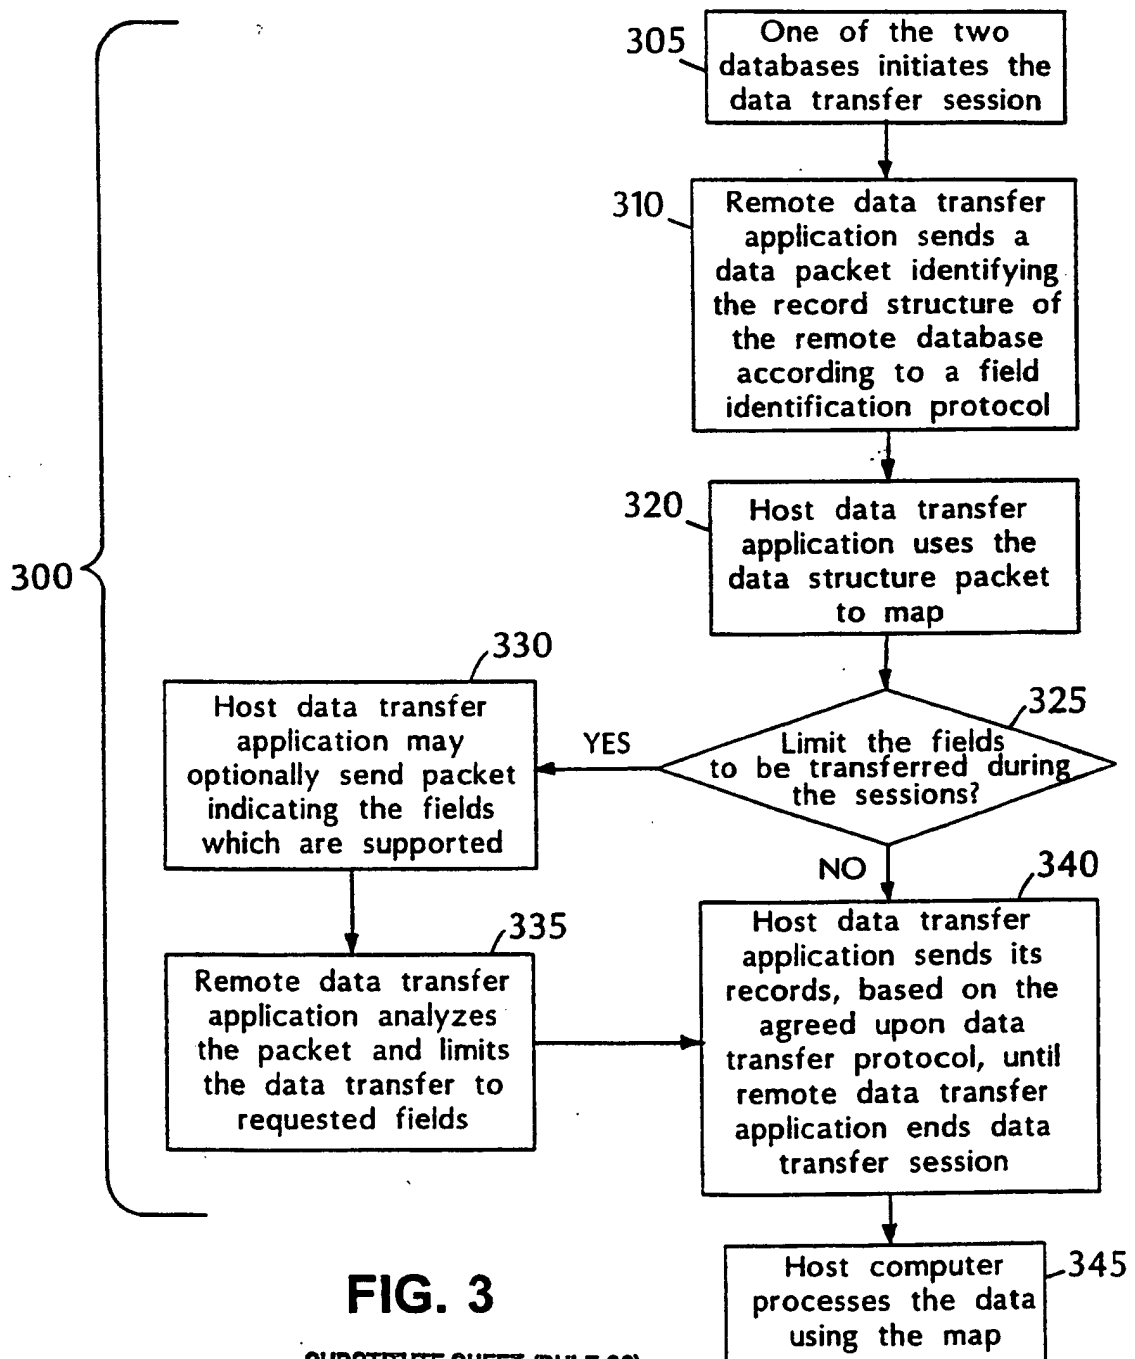 305
One of the two
databases initiates the
data transfer session
310
Remote data transfer
application sends a
data packet identifying
the record structure of
the remote database
according to a field
identification protocol
320
Host data transfer
application uses the
data structure packet
to map
300
330
Host data transfer
application may
optionally send packet
indicating the fields
which are supported
YES
325
Limit the fields
to be transferred during
the sessions?
NO
335
Remote data transfer
application analyzes
the packet and limits
the data transfer to
requested fields
340
Host data transfer
application sends its
records, based on the
agreed upon data
transfer protocol, until
remote data transfer
application ends data
transfer session
345
Host computer
processes the data
using the map
FIG. 3
SUBSTITUTE SHEET (RULE 26)